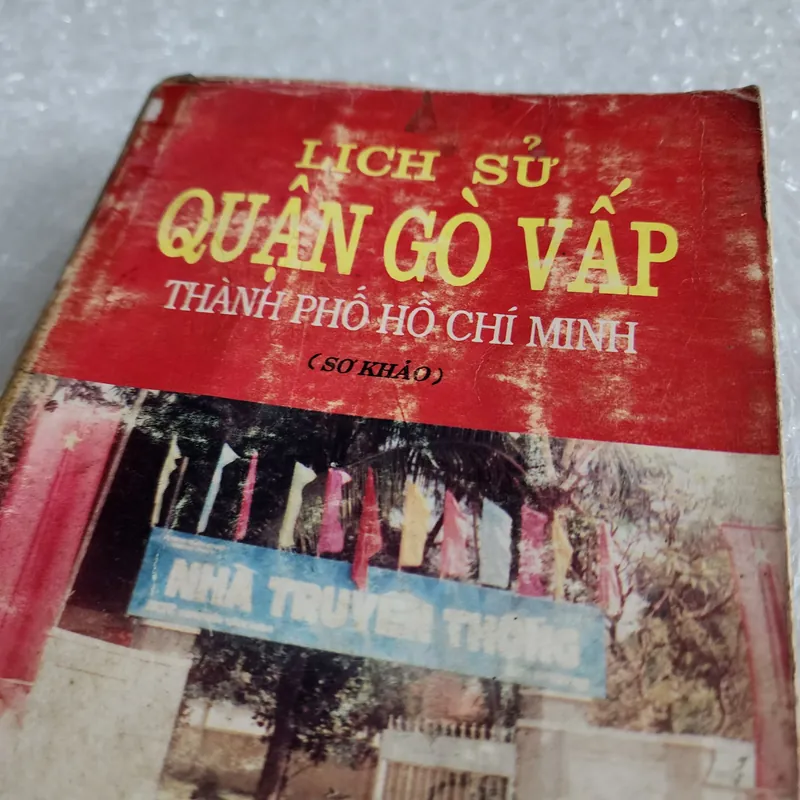 LỊCH SỬ
QUẬN GÒ VẤP
THÀNH PHỐ HỒ CHÍ MINH
(SƠ KHẢO)
NHÀ TRUYỀN THỐNG